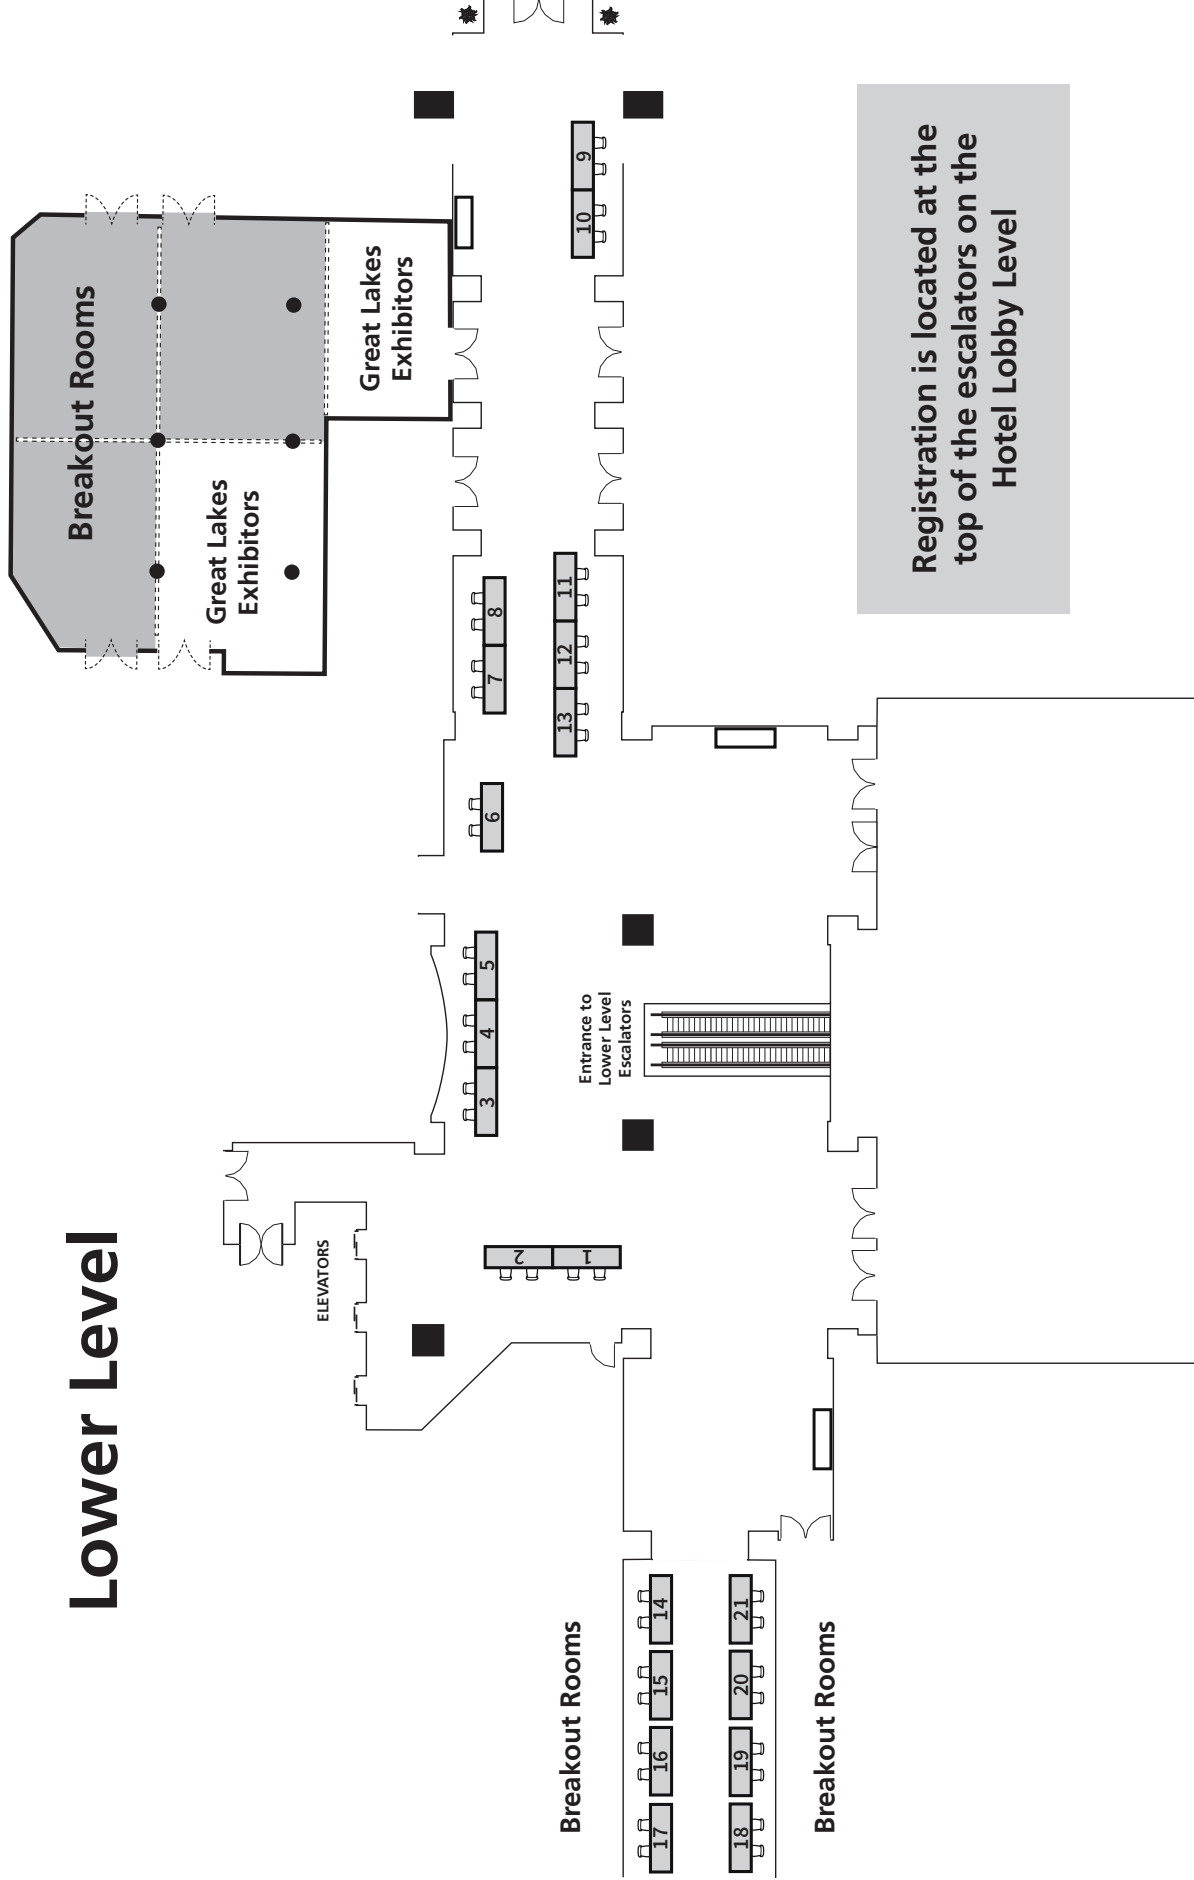 Lower Level
Breakout Rooms
Great Lakes
Exhibitors
Great Lakes
Exhibitors
ELEVATORS
2
1
3
4
5
6
7
8
9
10
11
12
13
Entrance to
Lower Level
Escalators
Breakout Rooms
14
15
16
17
18
19
20
21
Breakout Rooms
Registration is located at the
top of the escalators on the
Hotel Lobby Level